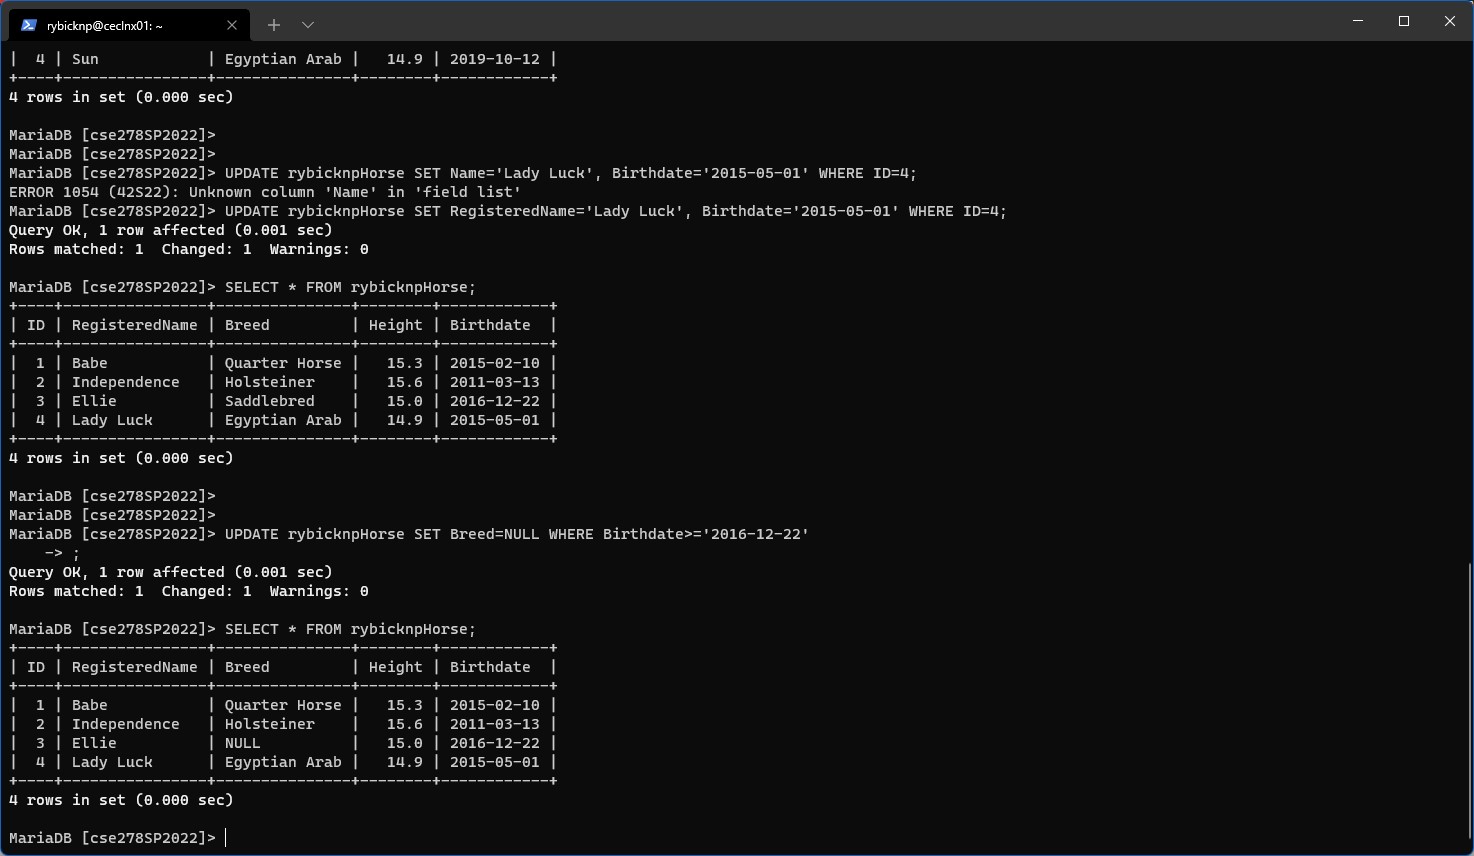 rybicknp@ceclnx01: ~
|  4 | Sun            | Egyptian Arab |   14.9 | 2019-10-12 |
+----+----------------+---------------+--------+------------+
4 rows in set (0.000 sec)

MariaDB [cse278SP2022]>
MariaDB [cse278SP2022]>
MariaDB [cse278SP2022]> UPDATE rybicknpHorse SET Name='Lady Luck', Birthdate='2015-05-01' WHERE ID=4;
ERROR 1054 (42S22): Unknown column 'Name' in 'field list'
MariaDB [cse278SP2022]> UPDATE rybicknpHorse SET RegisteredName='Lady Luck', Birthdate='2015-05-01' WHERE ID=4;
Query OK, 1 row affected (0.001 sec)
Rows matched: 1  Changed: 1  Warnings: 0

MariaDB [cse278SP2022]> SELECT * FROM rybicknpHorse;
+----+----------------+---------------+--------+------------+
| ID | RegisteredName | Breed         | Height | Birthdate  |
+----+----------------+---------------+--------+------------+
|  1 | Babe           | Quarter Horse |   15.3 | 2015-02-10 |
|  2 | Independence   | Holsteiner    |   15.6 | 2011-03-13 |
|  3 | Ellie          | Saddlebred    |   15.0 | 2016-12-22 |
|  4 | Lady Luck      | Egyptian Arab |   14.9 | 2015-05-01 |
+----+----------------+---------------+--------+------------+
4 rows in set (0.000 sec)

MariaDB [cse278SP2022]>
MariaDB [cse278SP2022]>
MariaDB [cse278SP2022]> UPDATE rybicknpHorse SET Breed=NULL WHERE Birthdate>='2016-12-22'
    -> ;
Query OK, 1 row affected (0.001 sec)
Rows matched: 1  Changed: 1  Warnings: 0

MariaDB [cse278SP2022]> SELECT * FROM rybicknpHorse;
+----+----------------+---------------+--------+------------+
| ID | RegisteredName | Breed         | Height | Birthdate  |
+----+----------------+---------------+--------+------------+
|  1 | Babe           | Quarter Horse |   15.3 | 2015-02-10 |
|  2 | Independence   | Holsteiner    |   15.6 | 2011-03-13 |
|  3 | Ellie          | NULL          |   15.0 | 2016-12-22 |
|  4 | Lady Luck      | Egyptian Arab |   14.9 | 2015-05-01 |
+----+----------------+---------------+--------+------------+
4 rows in set (0.000 sec)

MariaDB [cse278SP2022]>